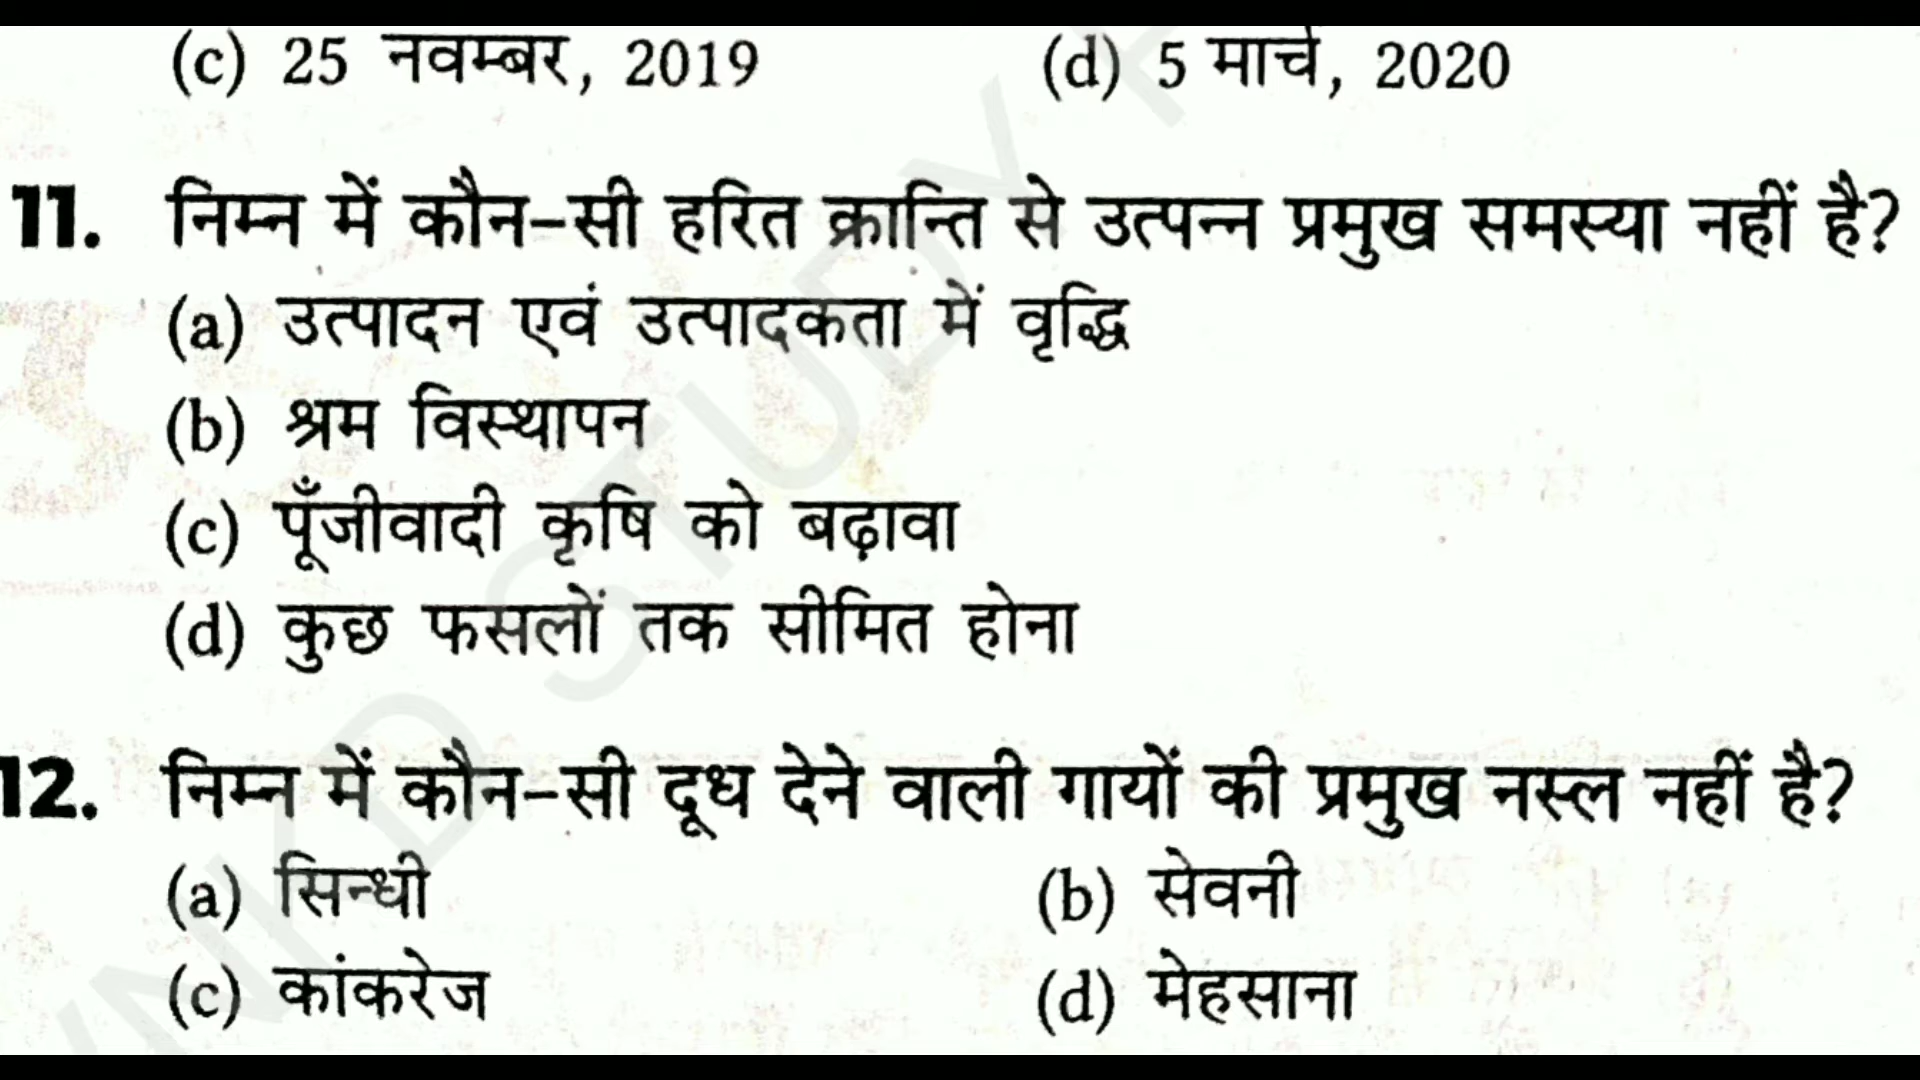 (c) 25 नवम्बर, 2019 (d) 5 मार्च, 2020
11. निम्न में कौन-सी हरित क्रान्ति से उत्पन्न प्रमुख समस्या नहीं है?
(a) उत्पादन एवं उत्पादकता में वृद्धि
(b) श्रम विस्थापन
(c) पूँजीवादी कृषि को बढ़ावा
(d) कुछ फसलों तक सीमित होना
12. निम्न में कौन-सी दूध देने वाली गायों की प्रमुख नस्ल नहीं है?
(a) सिन्धी (b) सेवनी
(c) कांकरेज (d) मेहसाना